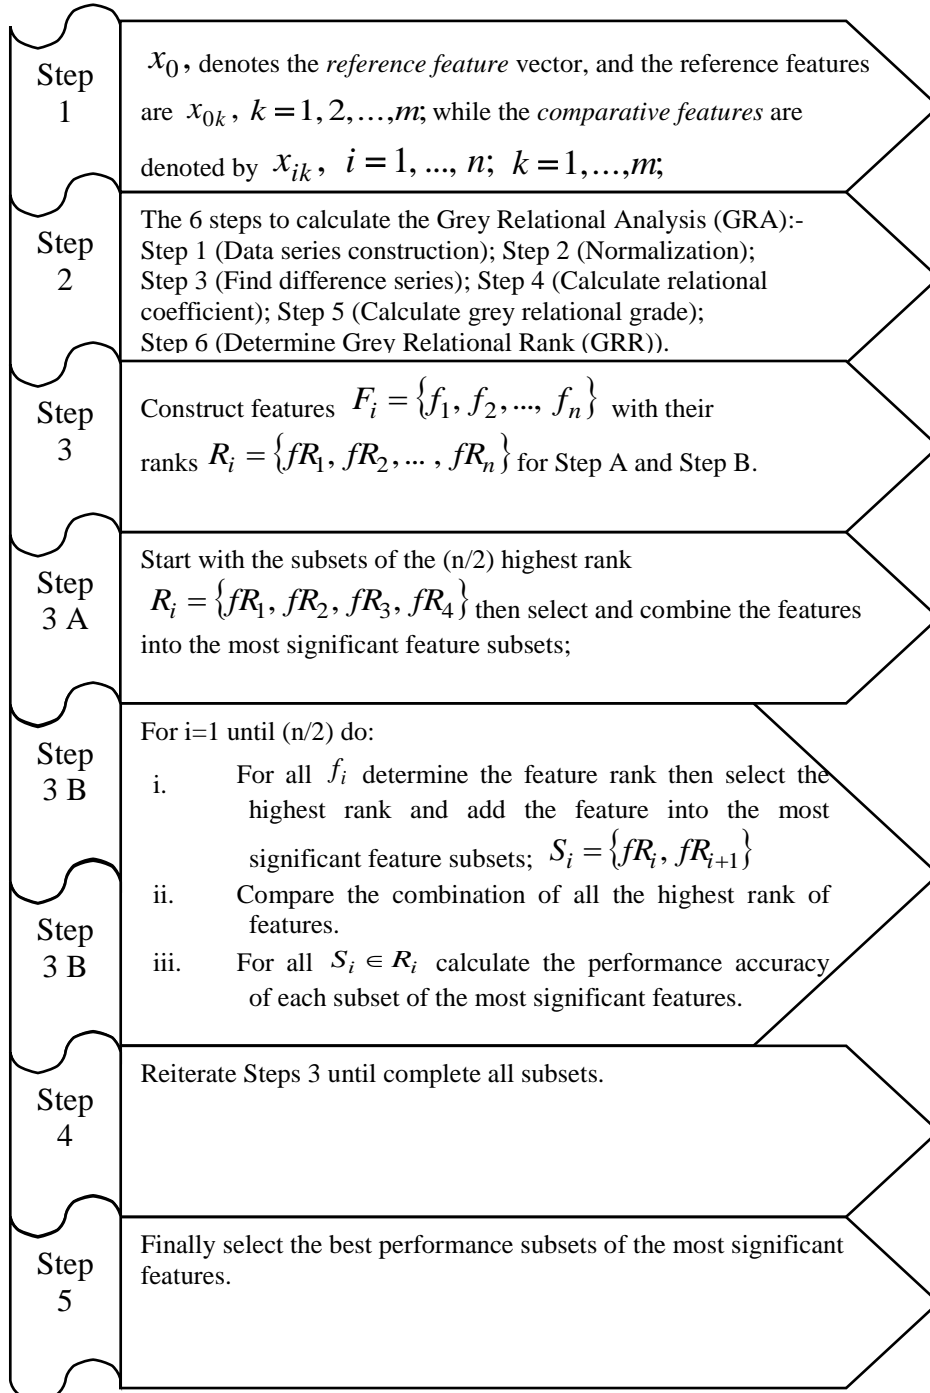 Step
1
x0, denotes the reference feature vector, and the reference features
are x0k, k = 1, 2,...,m; while the comparative features are
denoted by xik, i = 1, ..., n; k = 1,...,m;
Step
2
The 6 steps to calculate the Grey Relational Analysis (GRA):-
Step 1 (Data series construction); Step 2 (Normalization);
Step 3 (Find difference series); Step 4 (Calculate relational
coefficient); Step 5 (Calculate grey relational grade);
Step 6 (Determine Grey Relational Rank (GRR)).
Step
3
Construct features Fi = {f1, f2, ..., fn} with their
ranks Ri = {fR1, fR2, ... , fRn} for Step A and Step B.
Step
3 A
Start with the subsets of the (n/2) highest rank
Ri = {fR1, fR2, fR3, fR4} then select and combine the features
into the most significant feature subsets;
Step
3 B
For i=1 until (n/2) do:
i. For all fi determine the feature rank then select the
highest rank and add the feature into the most
significant feature subsets; Si = {fRi, fRi+1}
ii. Compare the combination of all the highest rank of
features.
Step
3 B
iii. For all Si ∈ Ri calculate the performance accuracy
of each subset of the most significant features.
Step
4
Reiterate Steps 3 until complete all subsets.
Step
5
Finally select the best performance subsets of the most significant
features.